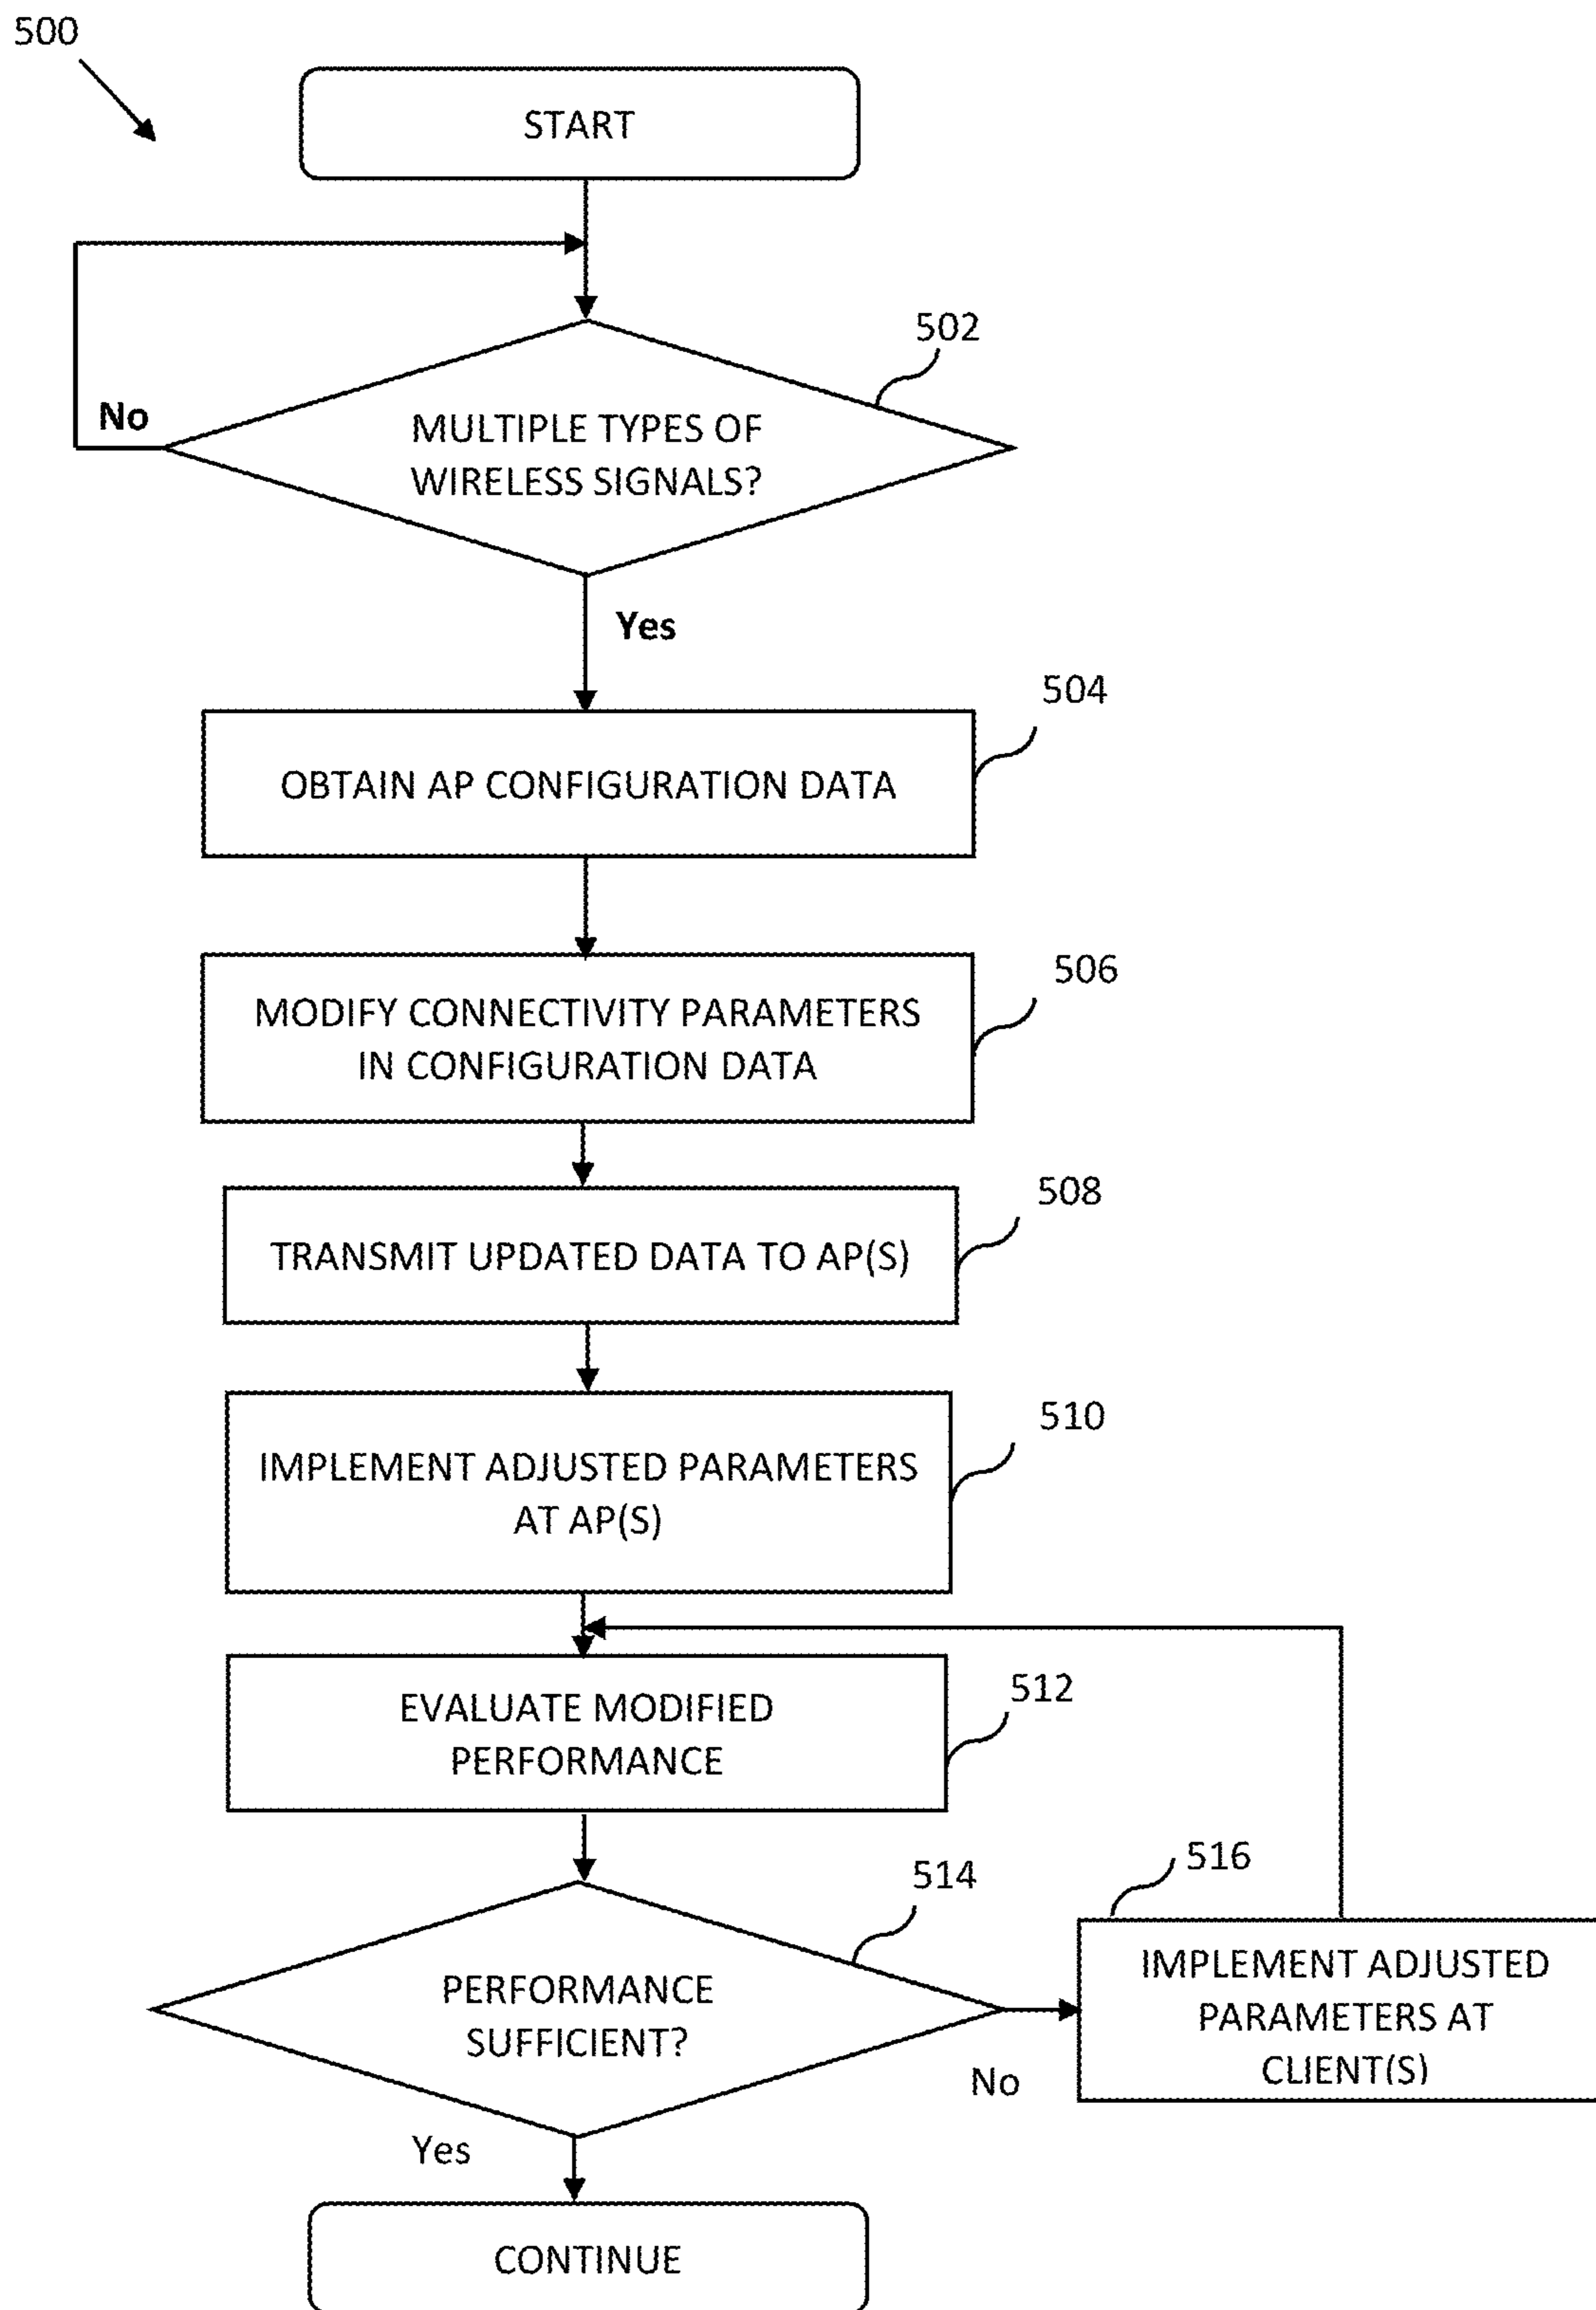 500
START
502
No
MULTIPLE TYPES OF
WIRELESS SIGNALS?
Yes
504
OBTAIN AP CONFIGURATION DATA
506
MODIFY CONNECTIVITY PARAMETERS
IN CONFIGURATION DATA
508
TRANSMIT UPDATED DATA TO AP(S)
510
IMPLEMENT ADJUSTED PARAMETERS
AT AP(S)
512
EVALUATE MODIFIED
PERFORMANCE
514
516
PERFORMANCE
SUFFICIENT?
No
IMPLEMENT ADJUSTED
PARAMETERS AT
CLIENT(S)
Yes
CONTINUE